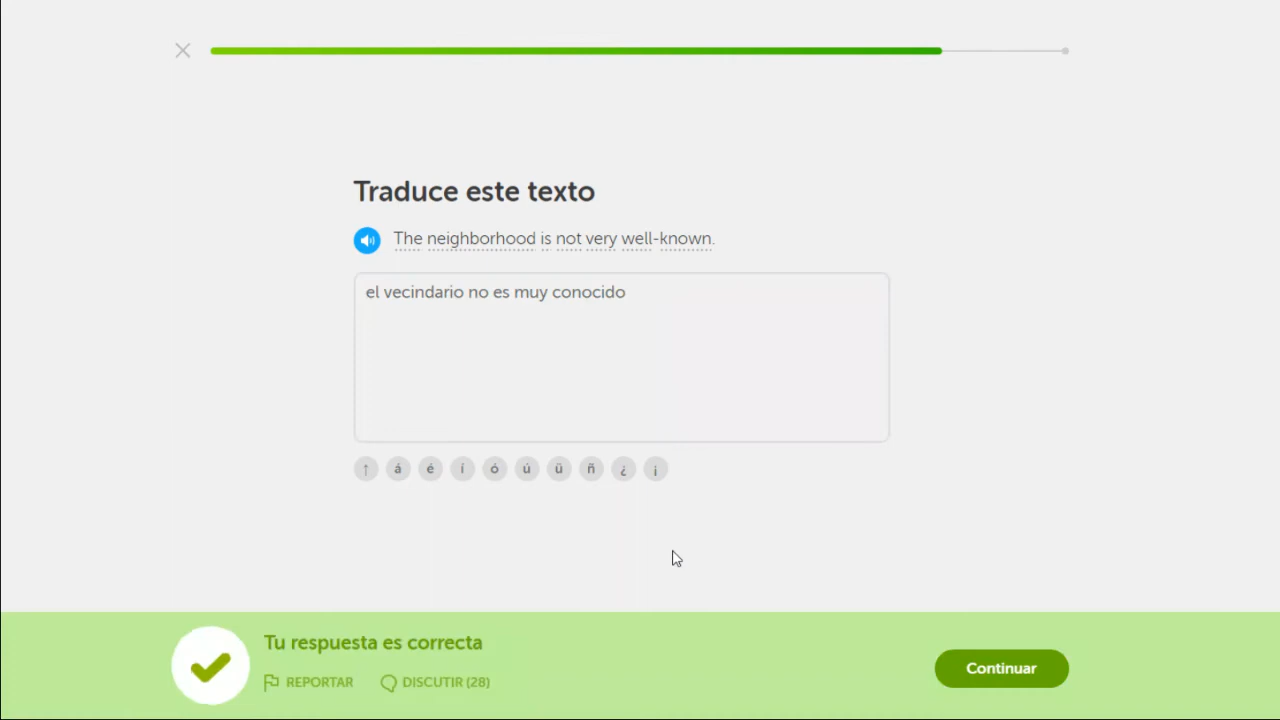 Traduce este texto
The neighborhood is not very well-known.
el vecindario no es muy conocido
↑ á é í ó ú ü ñ ¿ ¡
Tu respuesta es correcta
REPORTAR DISCUTIR (28)
Continuar